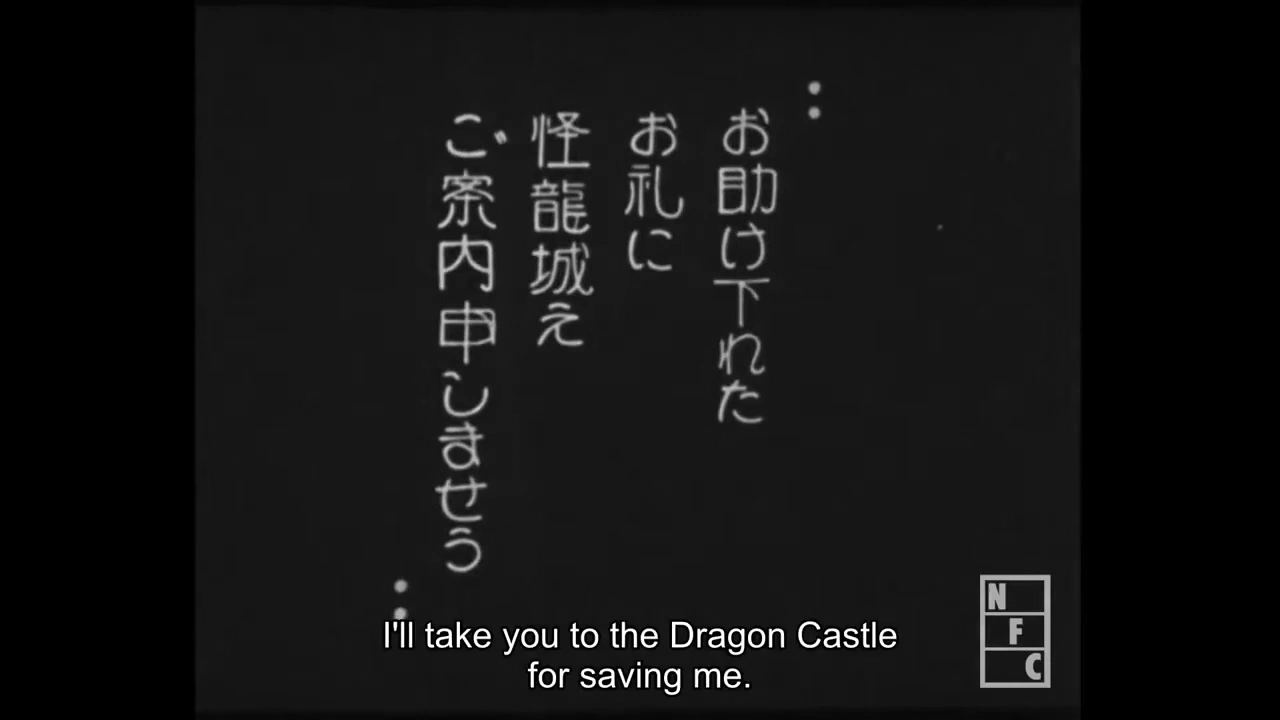 お助け下れた
お礼に
怪龍城え
ご案内申しませう
I'll take you to the Dragon Castle
for saving me.
N
F
C